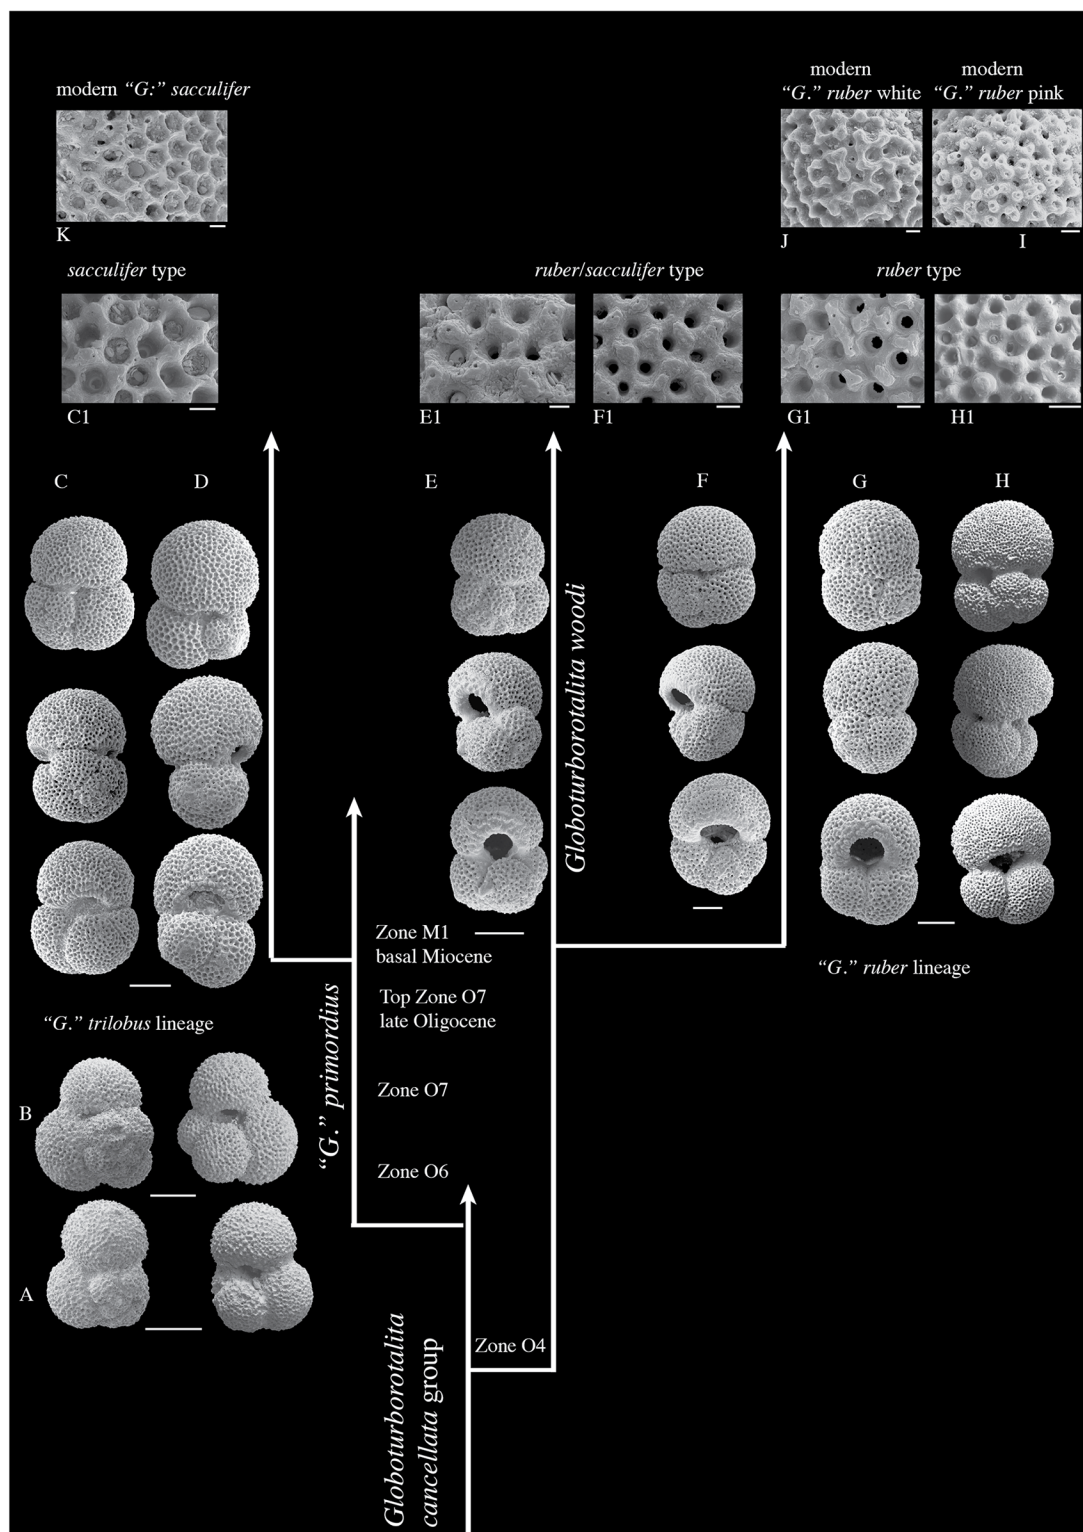 modern “G:” sacculifer
K
modern
“G.” ruber white
J
modern
“G.” ruber pink
I
sacculifer type
C1
ruber/sacculifer type
E1
F1
ruber type
G1
H1
C
D
E
F
G
H
Globoturborotalita woodi
Zone M1
basal Miocene
Top Zone O7
late Oligocene
Zone O7
Zone O6
“G.” ruber lineage
“G.” trilobus lineage
“G.” primordius
B
A
Zone O4
Globoturborotalita
cancellata group